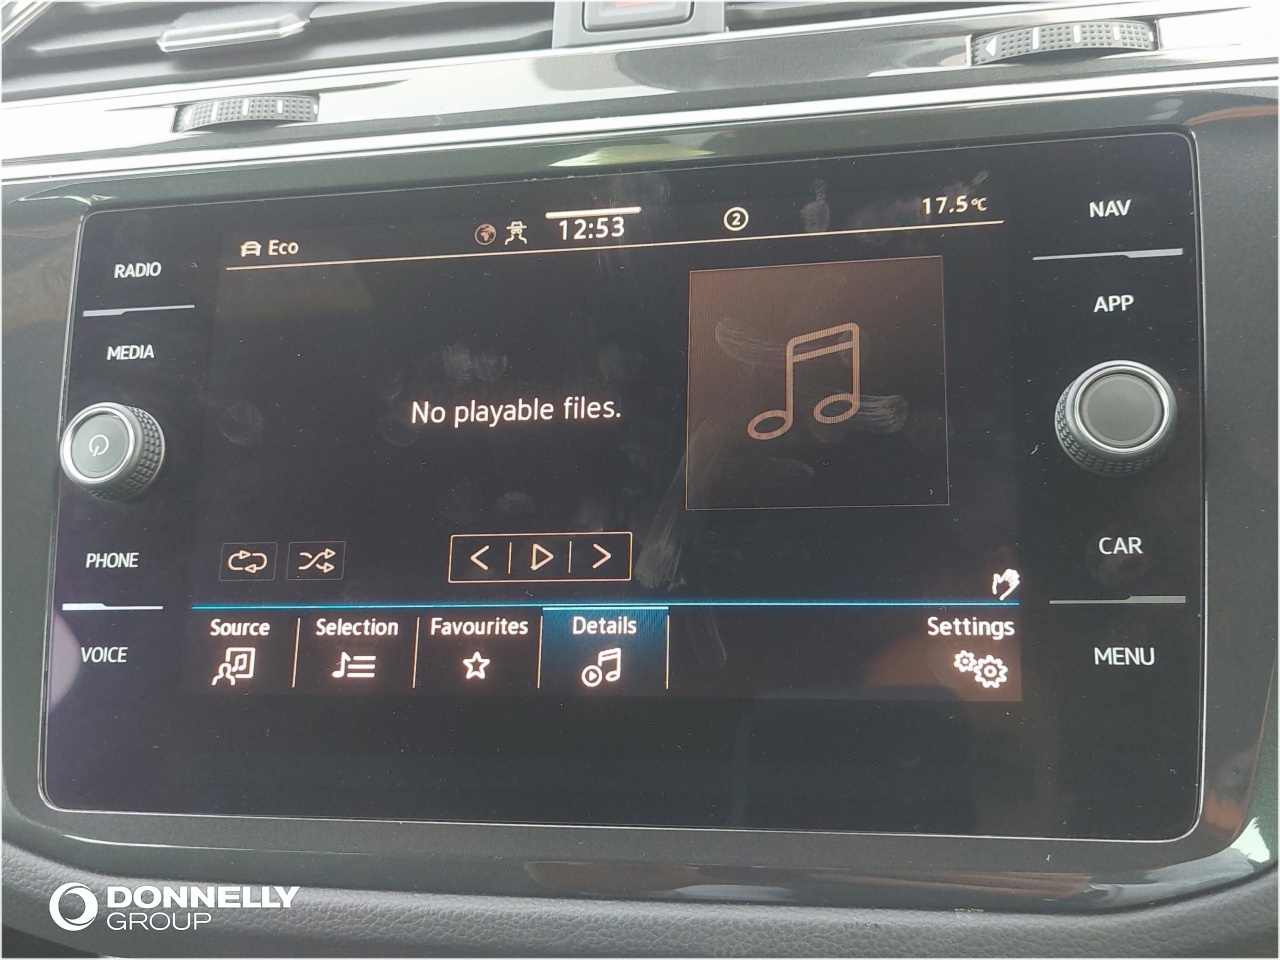 Eco
12:53
2
17.5°C
RADIO
MEDIA
PHONE
VOICE
No playable files.
Source
Selection
Favourites
Details
Settings
NAV
APP
CAR
MENU
DONNELLY
GROUP